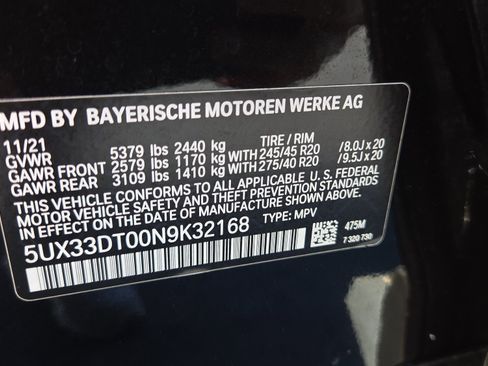 MFD BY BAYERISCHE MOTOREN WERKE AG
11/21 TIRE / RIM
GVWR 5379 lbs 2440 kg
GAWR FRONT 2579 lbs 1170 kg WITH 245/45 R20 /8.0J x 20
GAWR REAR 3109 lbs 1410 kg WITH 275/40 R20 /9.5J x 20
THIS VEHICLE CONFORMS TO ALL APPLICABLE U.S. FEDERAL
MOTOR VEHICLE SAFETY AND THEFT PREVENTION STANDARDS
IN EFFECT ON THE DATE OF MANUFACTURE SHOWN ABOVE.
5UX33DT00N9K32168 TYPE: MPV
475M
7 320 730